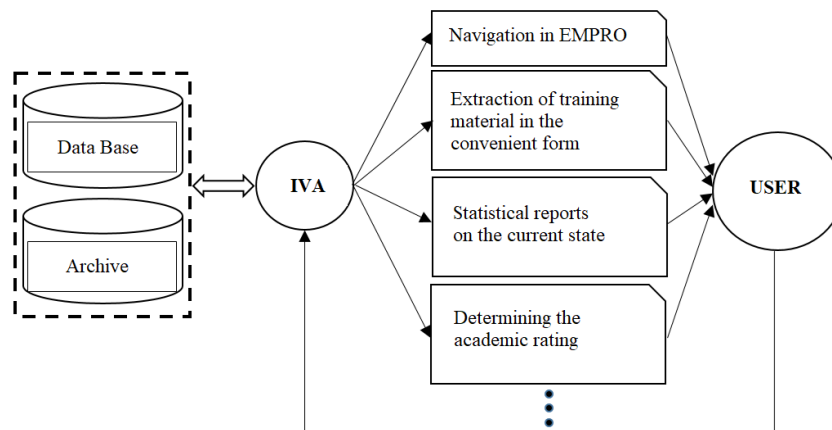 Data Base
Archive
IVA
Navigation in EMPRO
Extraction of training
material in the
convenient form
Statistical reports
on the current state
Determining the
academic rating
USER